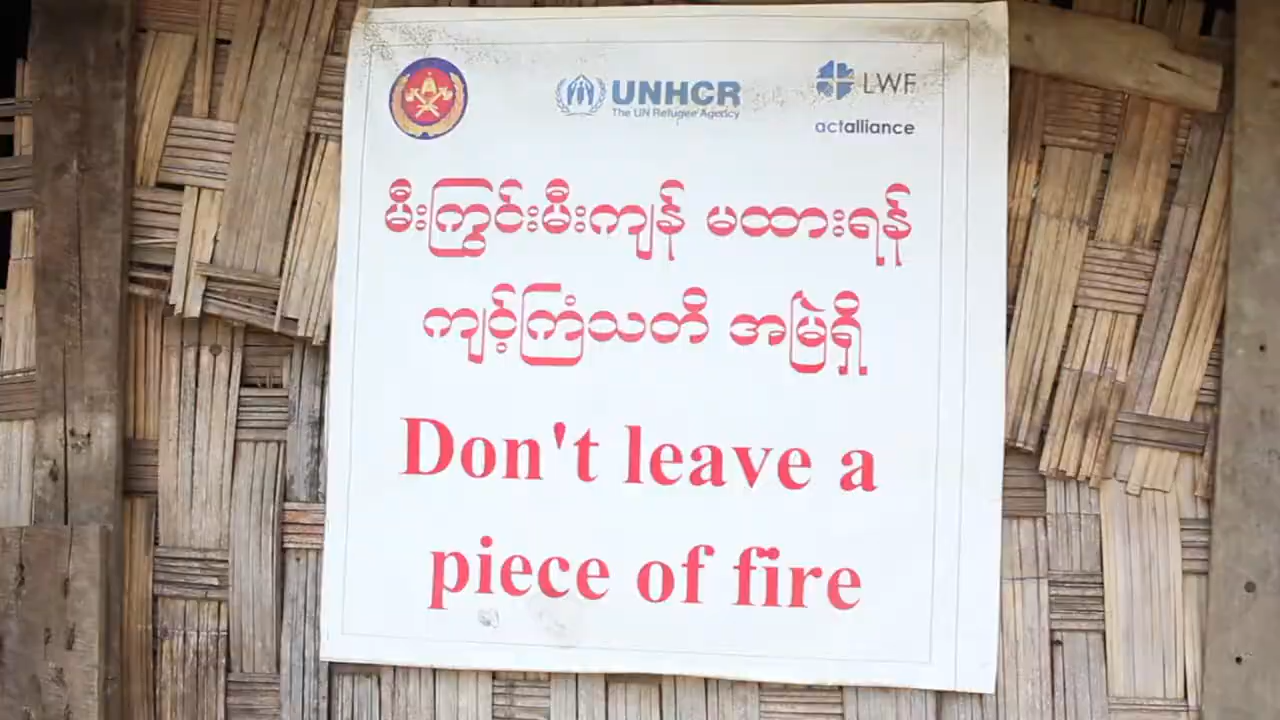 UNHCR
The UN Refugee Agency
LWF
actalliance
မီးကြွင်းမီးကျန် မထားရန်
ကျင့်ကြံသတိ အမြဲရှိ
Don't leave a
piece of fire